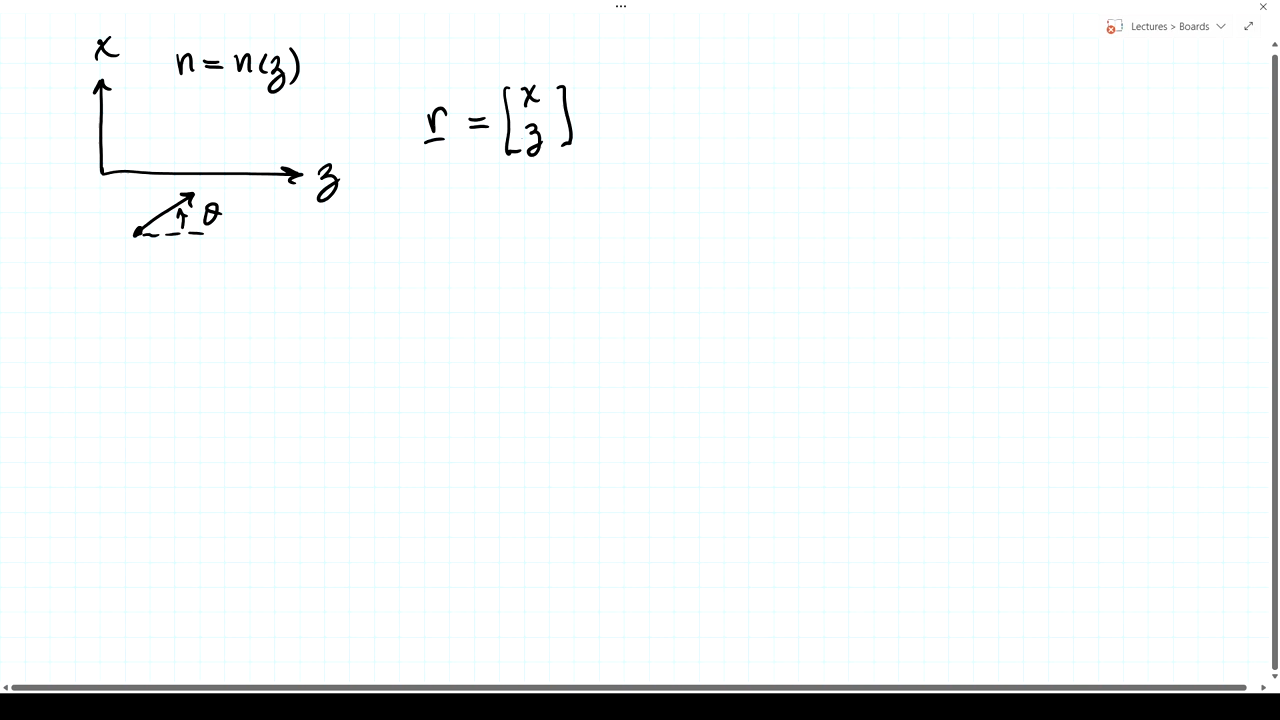 Lectures > Boards
x
n = n(z)
r = [x z]
z
θ